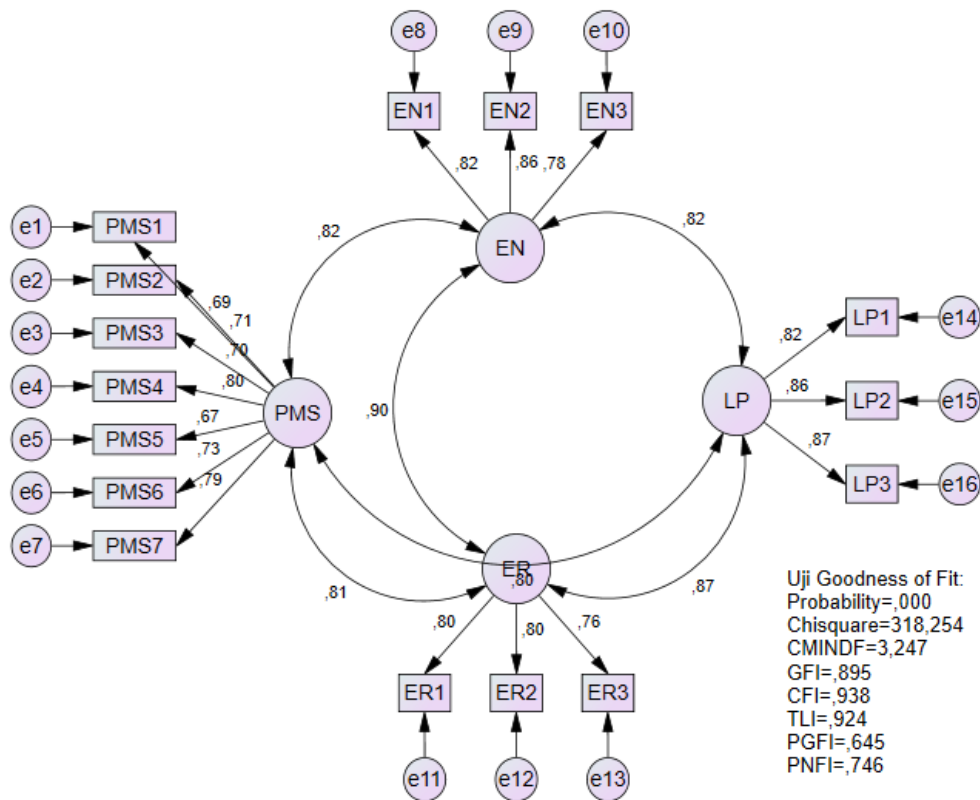 e8
e9
e10
EN1
EN2
EN3
,82
,86
,78
EN
,82
,82
e1
PMS1
e2
PMS2
e3
PMS3
e4
PMS4
e5
PMS5
e6
PMS6
e7
PMS7
,69
,71
,70
,80
,67
,73
,79
PMS
,90
LP
,82
,86
,87
LP1
e14
LP2
e15
LP3
e16
ER
,80
,81
,87
,80
,80
,76
ER1
ER2
ER3
e11
e12
e13
Uji Goodness of Fit:
Probability=,000
Chisquare=318,254
CMINDF=3,247
GFI=,895
CFI=,938
TLI=,924
PGFI=,645
PNFI=,746